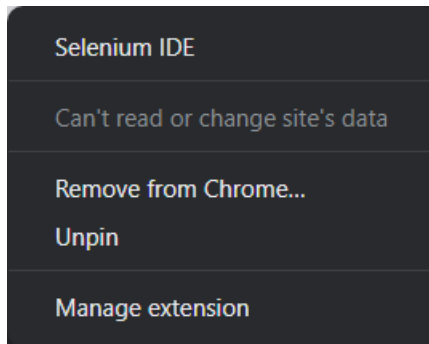 Selenium IDE
Can't read or change site's data
Remove from Chrome...
Unpin
Manage extension